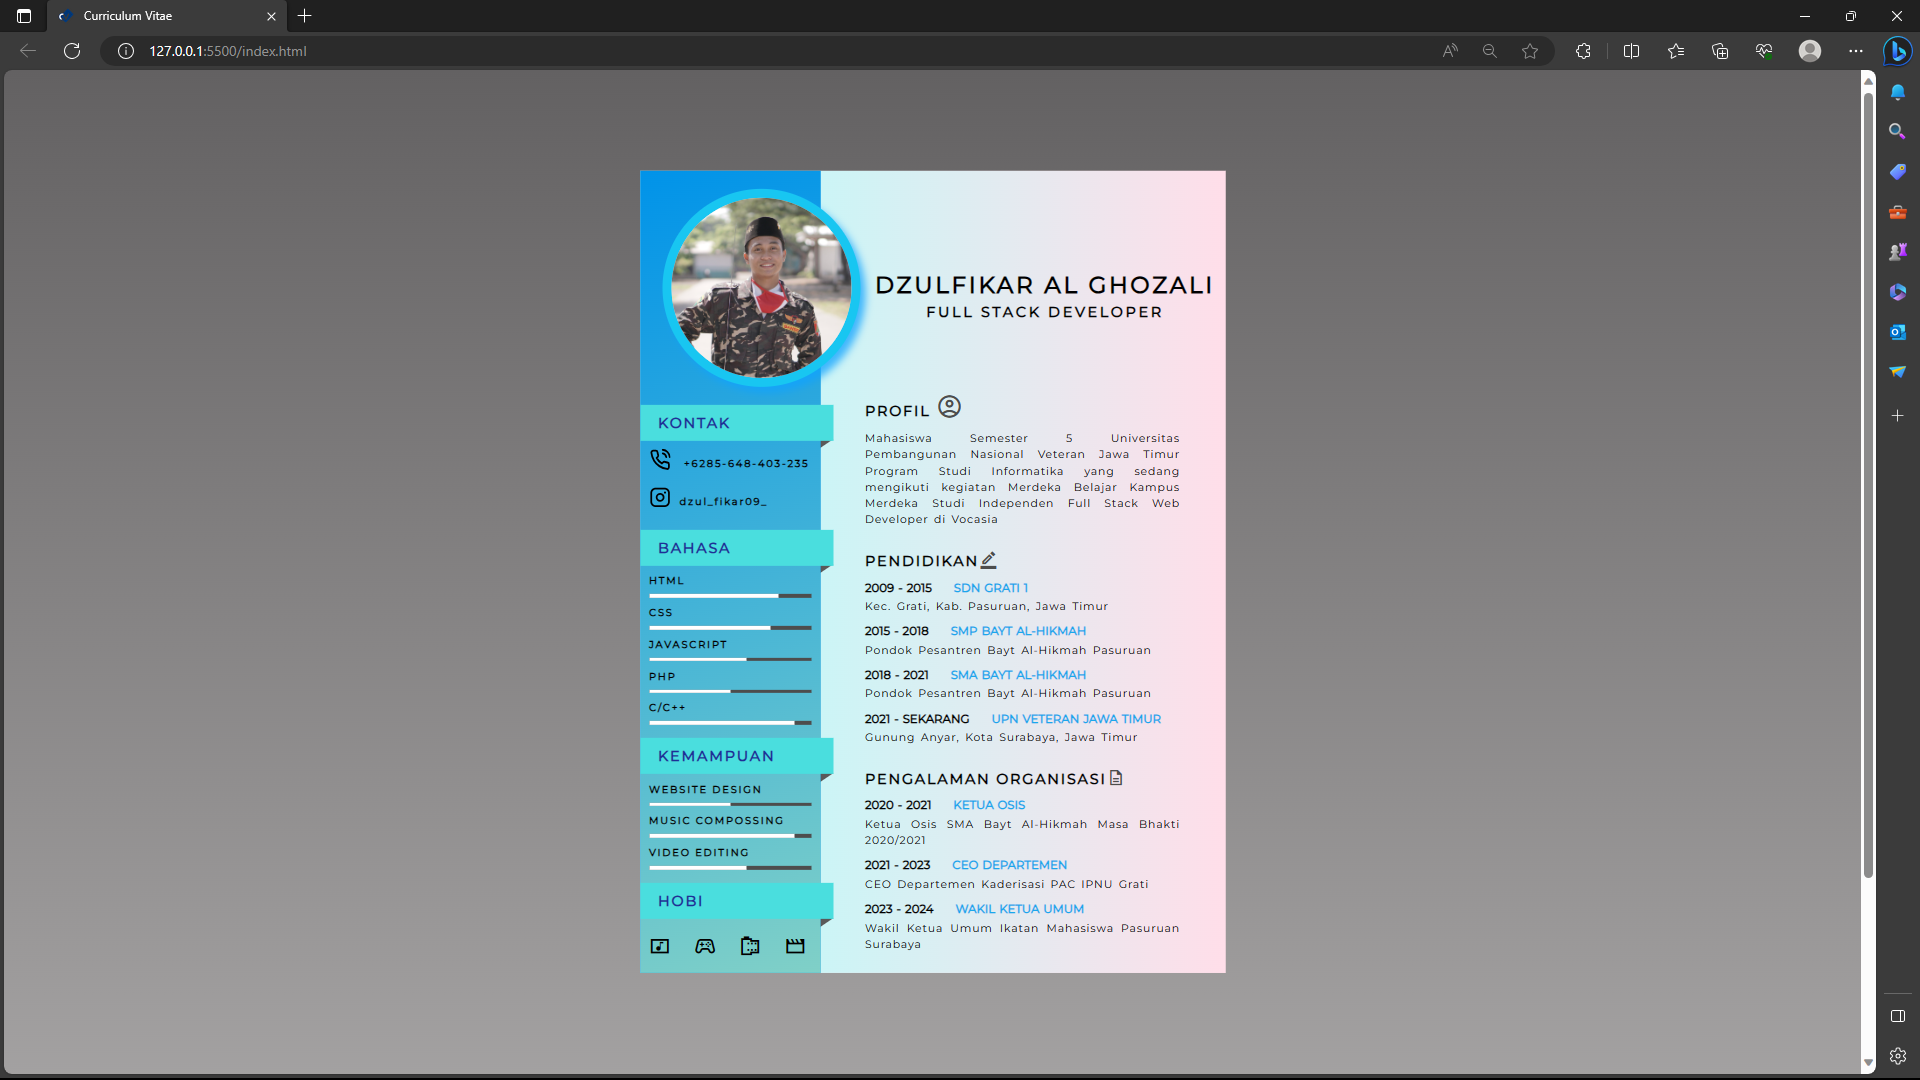 Curriculum Vitae
127.0.0.1:5500/index.html
DZULFIKAR AL GHOZALI
FULL STACK DEVELOPER
KONTAK
+6285-648-403-235
dzul_fikar09_
BAHASA
HTML
CSS
JAVASCRIPT
PHP
C/C++
KEMAMPUAN
WEBSITE DESIGN
MUSIC COMPOSSING
VIDEO EDITING
HOBI
PROFIL
Mahasiswa Semester 5 Universitas
Pembangunan Nasional Veteran Jawa Timur
Program Studi Informatika yang sedang
mengikuti kegiatan Merdeka Belajar Kampus
Merdeka Studi Independen Full Stack Web
Developer di Vocasia
PENDIDIKAN
2009 - 2015 SDN GRATI 1
Kec. Grati, Kab. Pasuruan, Jawa Timur
2015 - 2018 SMP BAYT AL-HIKMAH
Pondok Pesantren Bayt Al-Hikmah Pasuruan
2018 - 2021 SMA BAYT AL-HIKMAH
Pondok Pesantren Bayt Al-Hikmah Pasuruan
2021 - SEKARANG UPN VETERAN JAWA TIMUR
Gunung Anyar, Kota Surabaya, Jawa Timur
PENGALAMAN ORGANISASI
2020 - 2021 KETUA OSIS
Ketua Osis SMA Bayt Al-Hikmah Masa Bhakti
2020/2021
2021 - 2023 CEO DEPARTEMEN
CEO Departemen Kaderisasi PAC IPNU Grati
2023 - 2024 WAKIL KETUA UMUM
Wakil Ketua Umum Ikatan Mahasiswa Pasuruan
Surabaya